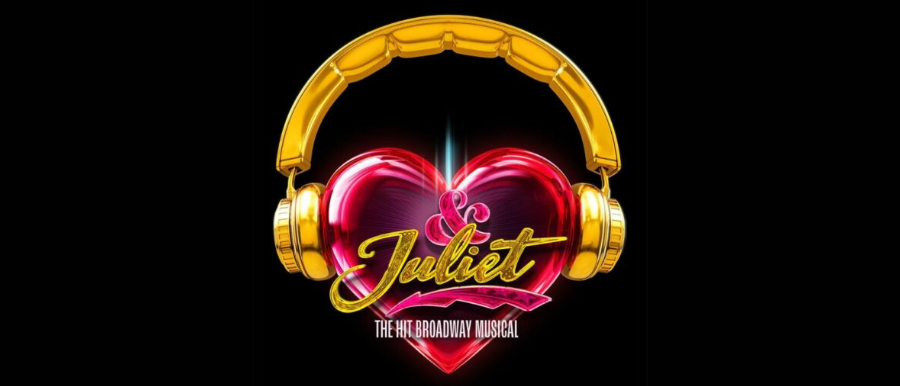 &
Juliet
THE HIT BROADWAY MUSICAL